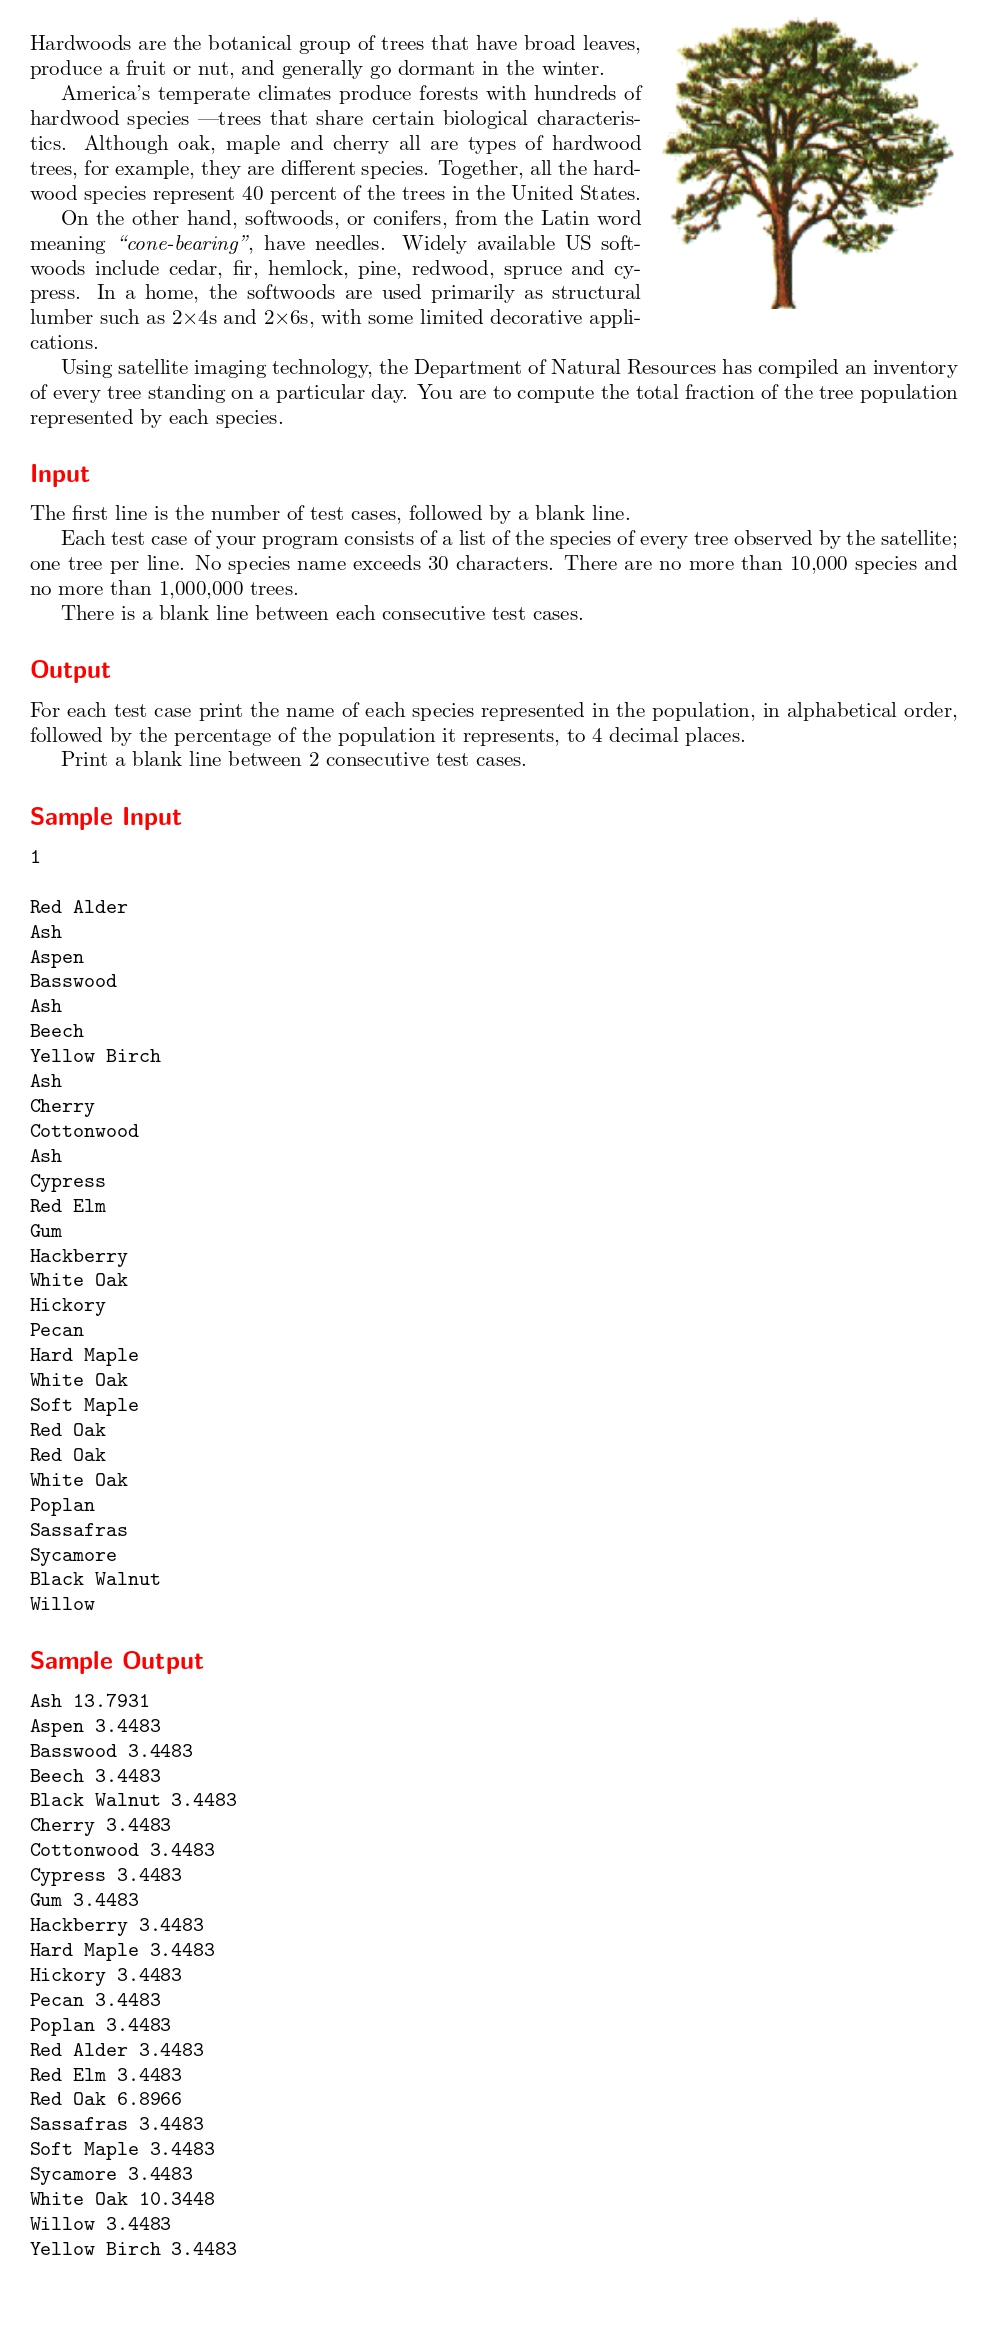 Hardwoods are the botanical group of trees that have broad leaves,
produce a fruit or nut, and generally go dormant in the winter.
America's temperate climates produce forests with hundreds of
hardwood species —trees that share certain biological characteris-
tics. Although oak, maple and cherry all are types of hardwood
trees, for example, they are different species. Together, all the hard-
wood species represent 40 percent of the trees in the United States.
On the other hand, softwoods, or conifers, from the Latin word
meaning “cone-bearing”, have needles. Widely available US soft-
woods include cedar, fir, hemlock, pine, redwood, spruce and cy-
press. In a home, the softwoods are used primarily as structural
lumber such as 2×4s and 2×6s, with some limited decorative appli-
cations.
Using satellite imaging technology, the Department of Natural Resources has compiled an inventory
of every tree standing on a particular day. You are to compute the total fraction of the tree population
represented by each species.
Input
The first line is the number of test cases, followed by a blank line.
Each test case of your program consists of a list of the species of every tree observed by the satellite;
one tree per line. No species name exceeds 30 characters. There are no more than 10,000 species and
no more than 1,000,000 trees.
There is a blank line between each consecutive test cases.
Output
For each test case print the name of each species represented in the population, in alphabetical order,
followed by the percentage of the population it represents, to 4 decimal places.
Print a blank line between 2 consecutive test cases.
Sample Input
1
Red Alder
Ash
Aspen
Basswood
Ash
Beech
Yellow Birch
Ash
Cherry
Cottonwood
Ash
Cypress
Red Elm
Gum
Hackberry
White Oak
Hickory
Pecan
Hard Maple
White Oak
Soft Maple
Red Oak
Red Oak
White Oak
Poplan
Sassafras
Sycamore
Black Walnut
Willow
Sample Output
Ash 13.7931
Aspen 3.4483
Basswood 3.4483
Beech 3.4483
Black Walnut 3.4483
Cherry 3.4483
Cottonwood 3.4483
Cypress 3.4483
Gum 3.4483
Hackberry 3.4483
Hard Maple 3.4483
Hickory 3.4483
Pecan 3.4483
Poplan 3.4483
Red Alder 3.4483
Red Elm 3.4483
Red Oak 6.8966
Sassafras 3.4483
Soft Maple 3.4483
Sycamore 3.4483
White Oak 10.3448
Willow 3.4483
Yellow Birch 3.4483